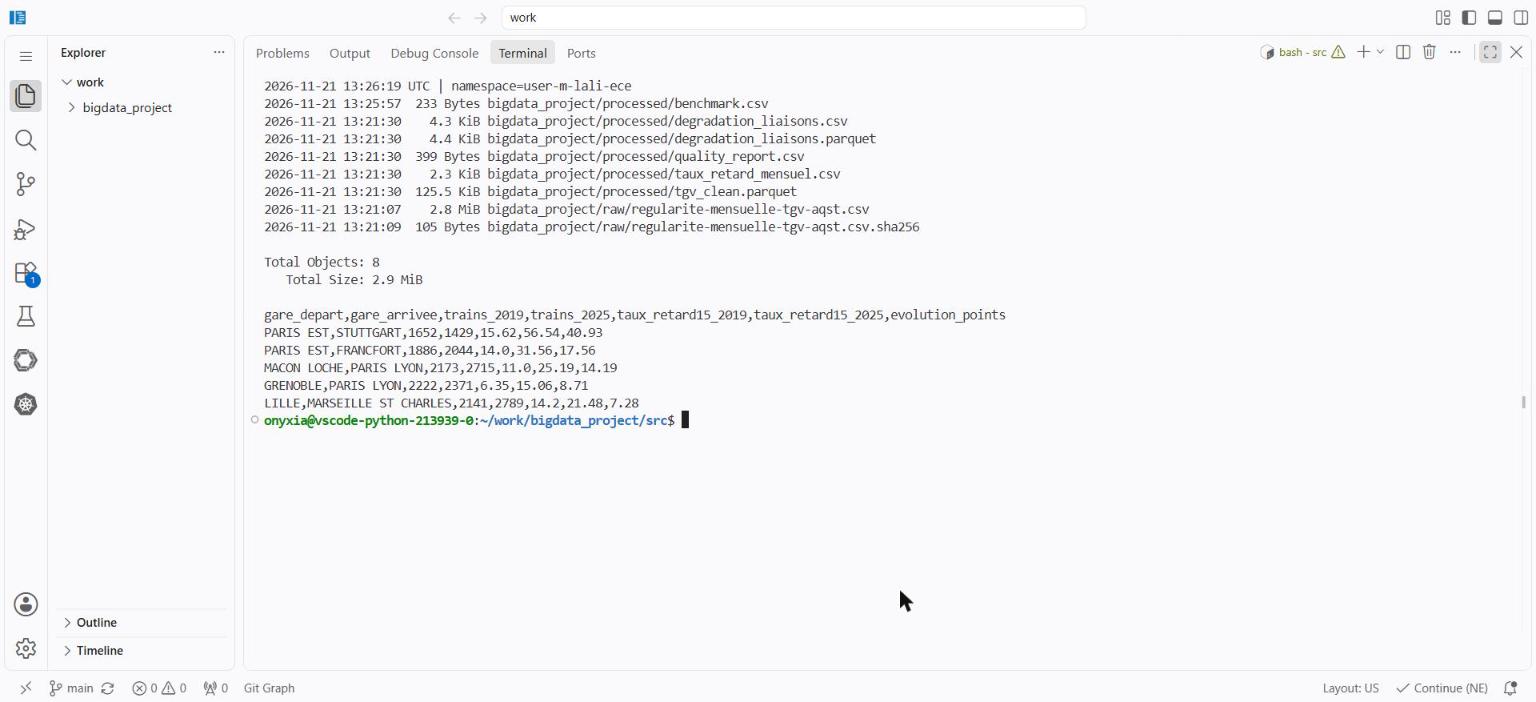 work
Explorer
work
bigdata_project
Outline
Timeline
Problems Output Debug Console Terminal Ports
bash - src
2026-11-21 13:26:19 UTC | namespace=user-m-lali-ece
2026-11-21 13:25:57  233 Bytes bigdata_project/processed/benchmark.csv
2026-11-21 13:21:30    4.3 KiB bigdata_project/processed/degradation_liaisons.csv
2026-11-21 13:21:30    4.4 KiB bigdata_project/processed/degradation_liaisons.parquet
2026-11-21 13:21:30  399 Bytes bigdata_project/processed/quality_report.csv
2026-11-21 13:21:30    2.3 KiB bigdata_project/processed/taux_retard_mensuel.csv
2026-11-21 13:21:30  125.5 KiB bigdata_project/processed/tgv_clean.parquet
2026-11-21 13:21:07    2.8 MiB bigdata_project/raw/regularite-mensuelle-tgv-aqst.csv
2026-11-21 13:21:09  105 Bytes bigdata_project/raw/regularite-mensuelle-tgv-aqst.csv.sha256
Total Objects: 8
Total Size: 2.9 MiB
gare_depart,gare_arrivee,trains_2019,trains_2025,taux_retard15_2019,taux_retard15_2025,evolution_points
PARIS EST,STUTTGART,1652,1429,15.62,56.54,40.93
PARIS EST,FRANCFORT,1886,2044,14.0,31.56,17.56
MACON LOCHE,PARIS LYON,2173,2715,11.0,25.19,14.19
GRENOBLE,PARIS LYON,2222,2371,6.35,15.06,8.71
LILLE,MARSEILLE ST CHARLES,2141,2789,14.2,21.48,7.28
onyxia@vscode-python-213939-0:~/work/bigdata_project/src$
1
main 0 0 0 Git Graph Layout: US Continue (NE)